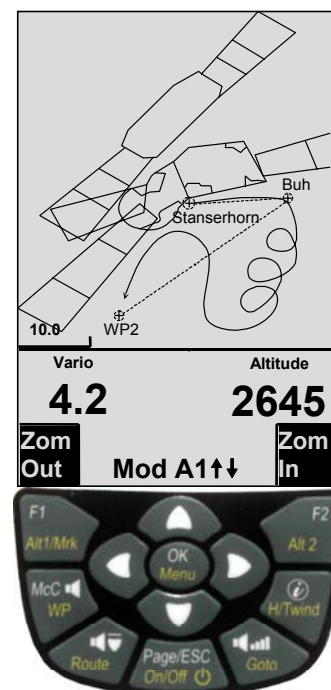 Buh
Stanserhorn
WP2
10.0
Vario Altitude
4.2 2645
Zom Zom
Out Mod A1↑↓ In
F1 F2
Alt1/Mrk Alt 2
OK
Menu
McC
WP
i
H/Twind
Route
Page/ESC
On/Off
Goto